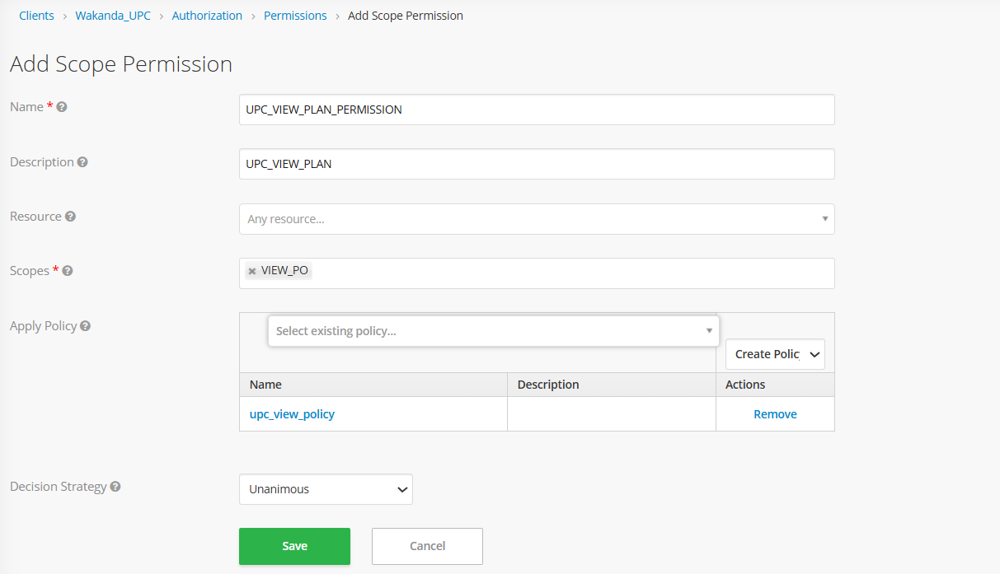 Clients › Wakanda_UPC › Authorization › Permissions › Add Scope Permission
Add Scope Permission
Name * ?
UPC_VIEW_PLAN_PERMISSION
Description ?
UPC_VIEW_PLAN
Resource ?
Any resource...
Scopes * ?
× VIEW_PO
Apply Policy ?
Select existing policy...
Create Polic
Name Description Actions
upc_view_policy Remove
Decision Strategy ?
Unanimous
Save Cancel